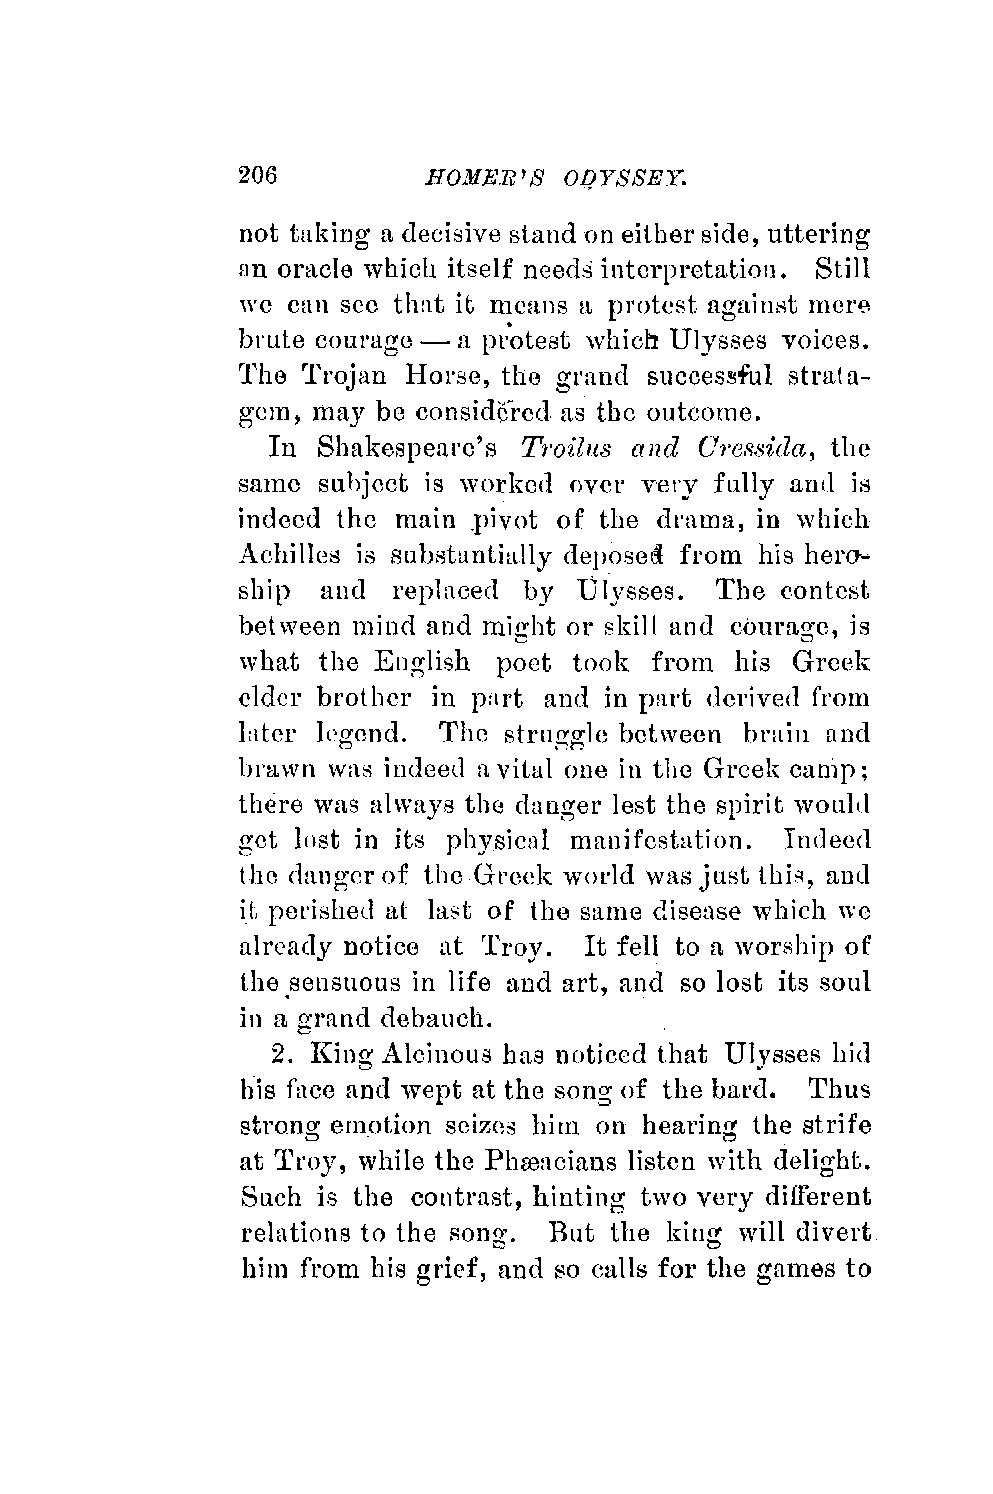 206 HOMER'S ODYSSEY.
not taking a decisive stand on either side, uttering
an oracle which itself needs interpretation. Still
we can see that it means a protest against mere
brute courage — a protest which Ulysses voices.
The Trojan Horse, the grand successful strata-
gem, may be considered as the outcome.
In Shakespeare's Troilus and Cressida, the
same subject is worked over very fully and is
indeed the main pivot of the drama, in which
Achilles is substantially deposed from his hero-
ship and replaced by Ulysses. The contest
between mind and might or skill and courage, is
what the English poet took from his Greek
elder brother in part and in part derived from
later legend. The struggle between brain and
brawn was indeed a vital one in the Greek camp;
there was always the danger lest the spirit would
get lost in its physical manifestation. Indeed
the danger of the Greek world was just this, and
it perished at last of the same disease which we
already notice at Troy. It fell to a worship of
the sensuous in life and art, and so lost its soul
in a grand debauch.
2. King Alcinous has noticed that Ulysses hid
his face and wept at the song of the bard. Thus
strong emotion seizes him on hearing the strife
at Troy, while the Phæacians listen with delight.
Such is the contrast, hinting two very different
relations to the song. But the king will divert
him from his grief, and so calls for the games to